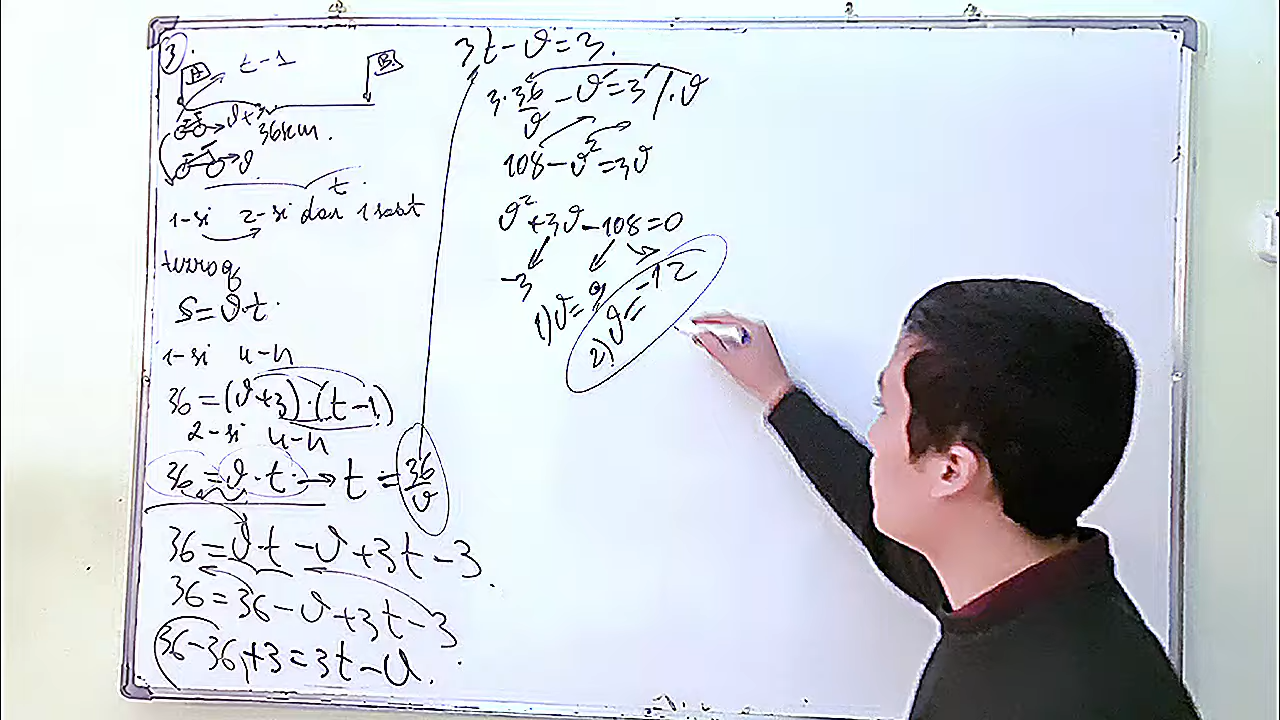 3.
A t-1 B
ϑ+3
36km.
ϑ.
t.
1-si 2-si dan 1 soat
tezroq
S=ϑ·t.
1-si
36=(ϑ+3)·(t-1)
2-si
36=ϑ·t → t=36/ϑ
36=ϑt-ϑ+3t-3.
36=36-ϑ+3t-3
36-36+3=3t-ϑ.
3t-ϑ=3.
3·36/ϑ-ϑ=3 /·ϑ
108-ϑ²=3ϑ
ϑ²+3ϑ-108=0
-3
1)ϑ=9
2)ϑ=-12